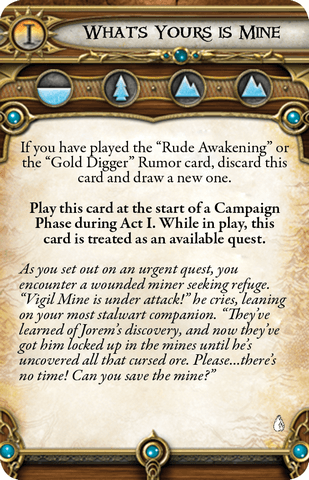 I
What's Yours is Mine
If you have played the “Rude Awakening” or
the “Gold Digger” Rumor card, discard this
card and draw a new one.
Play this card at the start of a Campaign
Phase during Act I. While in play, this
card is treated as an available quest.
As you set out on an urgent quest, you
encounter a wounded miner seeking refuge.
“Vigil Mine is under attack!” he cries, leaning
on your most stalwart companion. “They’ve
learned of Jorem’s discovery, and now they’ve
got him locked up in the mines until he’s
uncovered all that cursed ore. Please...there’s
no time! Can you save the mine?”